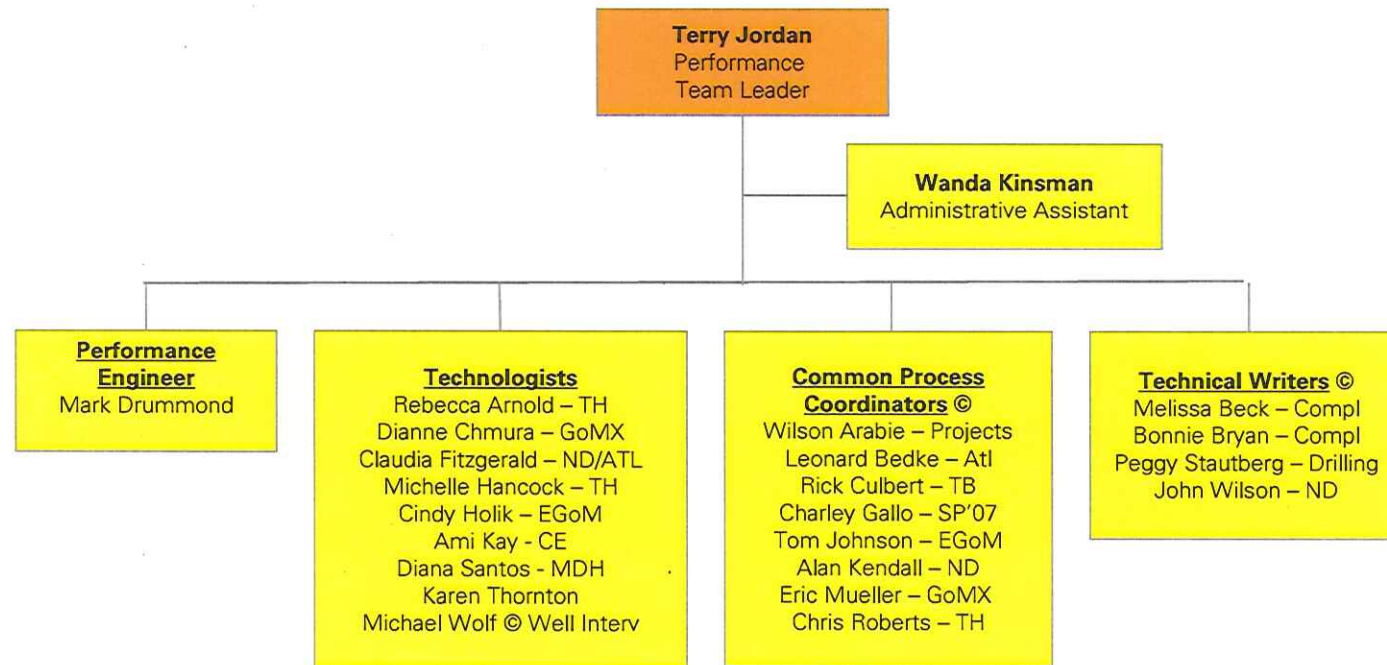 Terry Jordan
Performance
Team Leader
Wanda Kinsman
Administrative Assistant
Performance
Engineer
Mark Drummond
Technologists
Rebecca Arnold – TH
Dianne Chmura – GoMX
Claudia Fitzgerald – ND/ATL
Michelle Hancock – TH
Cindy Holik – EGoM
Ami Kay - CE
Diana Santos - MDH
Karen Thornton
Michael Wolf © Well Interv
Common Process
Coordinators ©
Wilson Arabie – Projects
Leonard Bedke – Atl
Rick Culbert – TB
Charley Gallo – SP’07
Tom Johnson – EGoM
Alan Kendall – ND
Eric Mueller – GoMX
Chris Roberts – TH
Technical Writers ©
Melissa Beck – Compl
Bonnie Bryan – Compl
Peggy Stautberg – Drilling
John Wilson – ND